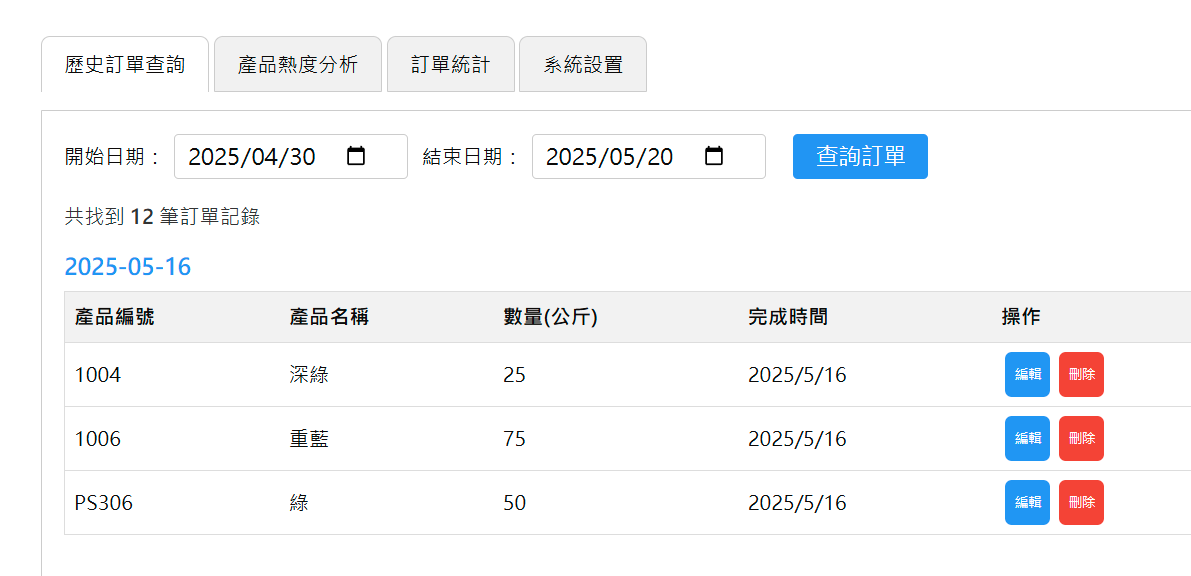 歷史訂單查詢 產品熱度分析 訂單統計 系統設置
開始日期： 2025/04/30 結束日期： 2025/05/20 查詢訂單
共找到 12 筆訂單記錄
2025-05-16
產品編號 產品名稱 數量(公斤) 完成時間 操作
1004 深綠 25 2025/5/16 編輯 刪除
1006 重藍 75 2025/5/16 編輯 刪除
PS306 綠 50 2025/5/16 編輯 刪除